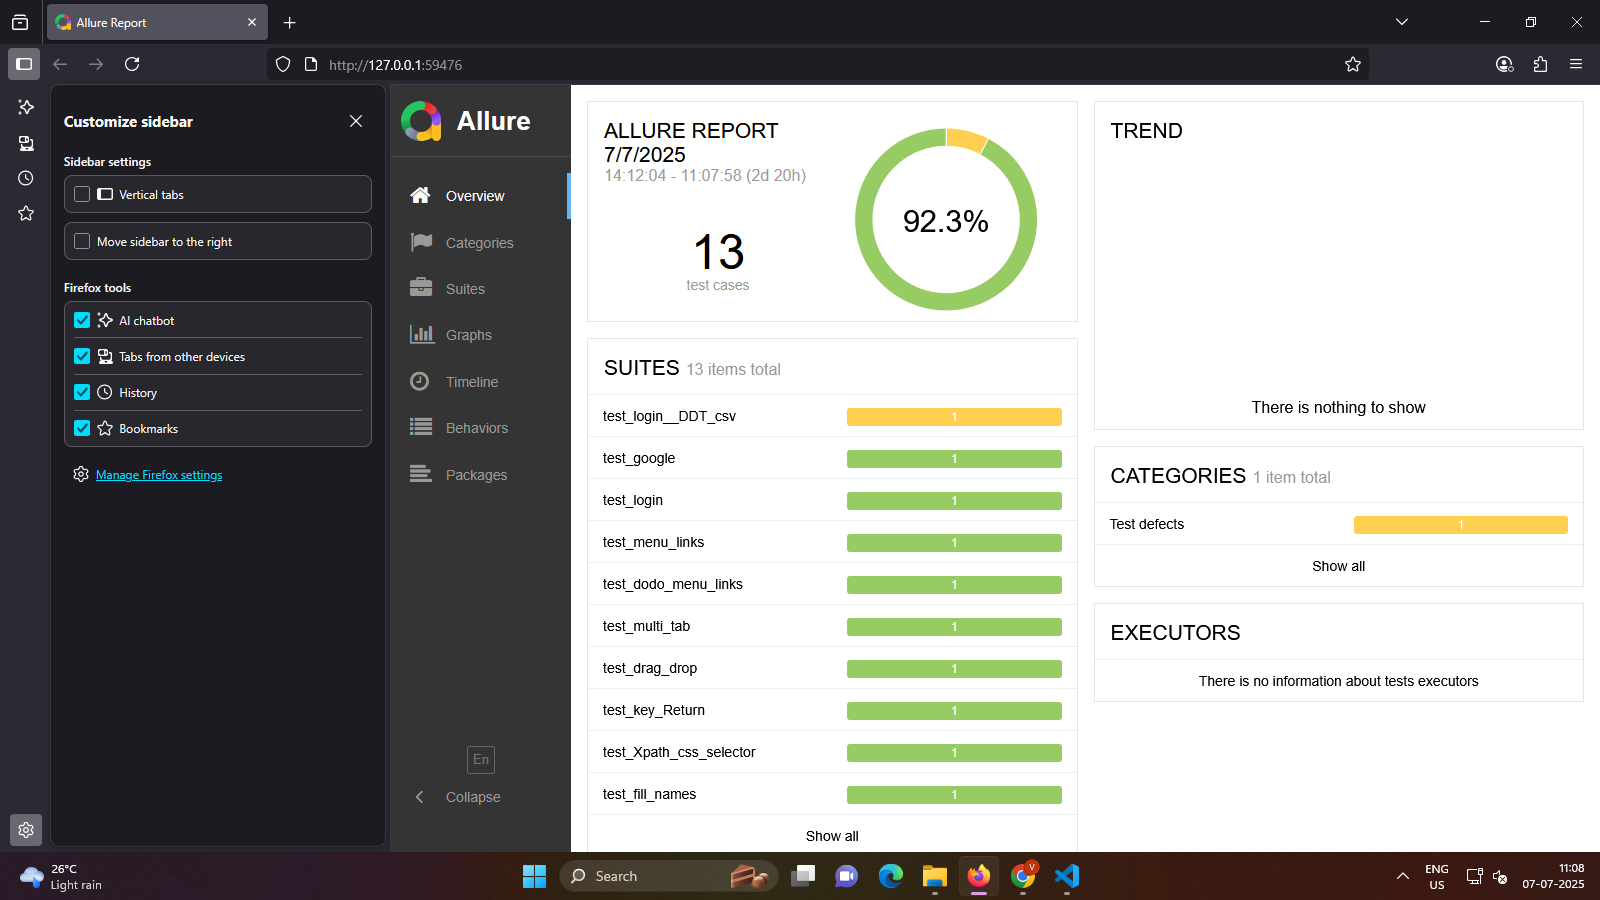 Allure Report
http://127.0.0.1:59476
Customize sidebar
Sidebar settings
Vertical tabs
Move sidebar to the right
Firefox tools
AI chatbot
Tabs from other devices
History
Bookmarks
Manage Firefox settings
Allure
Overview
Categories
Suites
Graphs
Timeline
Behaviors
Packages
En
Collapse
ALLURE REPORT
7/7/2025
14:12:04 - 11:07:58 (2d 20h)
13
test cases
92.3%
SUITES 13 items total
test_login__DDT_csv 1
test_google 1
test_login 1
test_menu_links 1
test_dodo_menu_links 1
test_multi_tab 1
test_drag_drop 1
test_key_Return 1
test_Xpath_css_selector 1
test_fill_names 1
Show all
TREND
There is nothing to show
CATEGORIES 1 item total
Test defects 1
Show all
EXECUTORS
There is no information about tests executors
26°C
Light rain
Search
V
ENG
US
11:08
07-07-2025